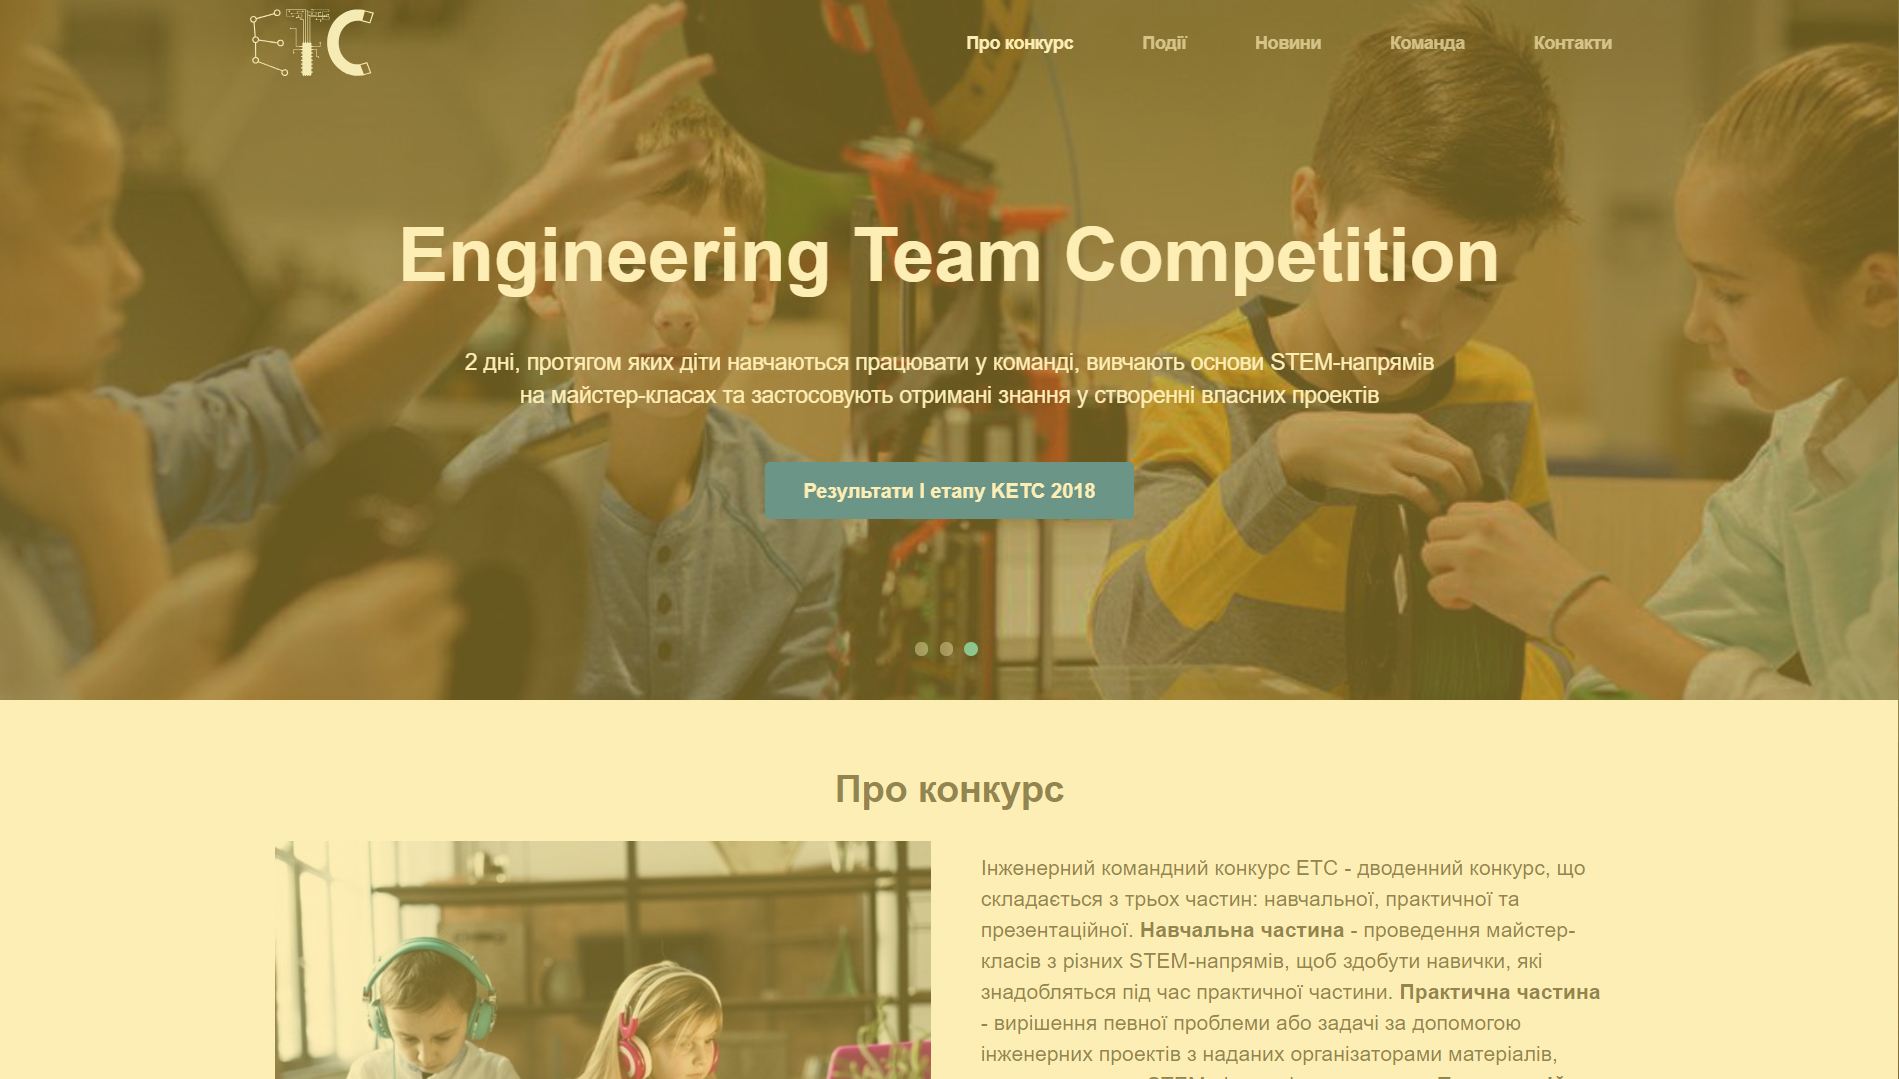 ETC
Про конкурс Події Новини Команда Контакти
Engineering Team Competition
2 дні, протягом яких діти навчаються працювати у команді, вивчають основи STEM-напрямів
на майстер-класах та застосовують отримані знання у створенні власних проектів
Результати І етапу KETC 2018
Про конкурс
Інженерний командний конкурс ETC - дводенний конкурс, що
складається з трьох частин: навчальної, практичної та
презентаційної. Навчальна частина - проведення майстер-
класів з різних STEM-напрямів, щоб здобути навички, які
знадобляться під час практичної частини. Практична частина
- вирішення певної проблеми або задачі за допомогою
інженерних проектів з наданих організаторами матеріалів,